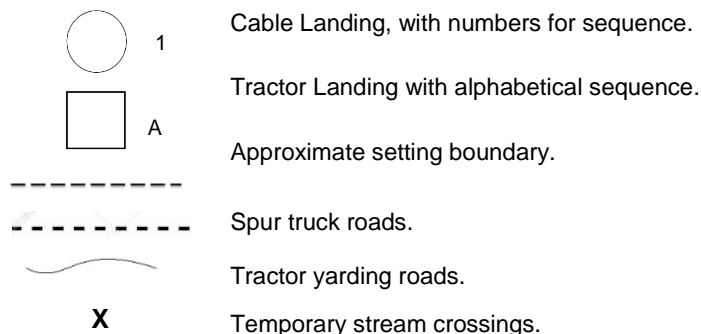 1 Cable Landing, with numbers for sequence.
A Tractor Landing with alphabetical sequence.
Approximate setting boundary.
Spur truck roads.
Tractor yarding roads.
X Temporary stream crossings.